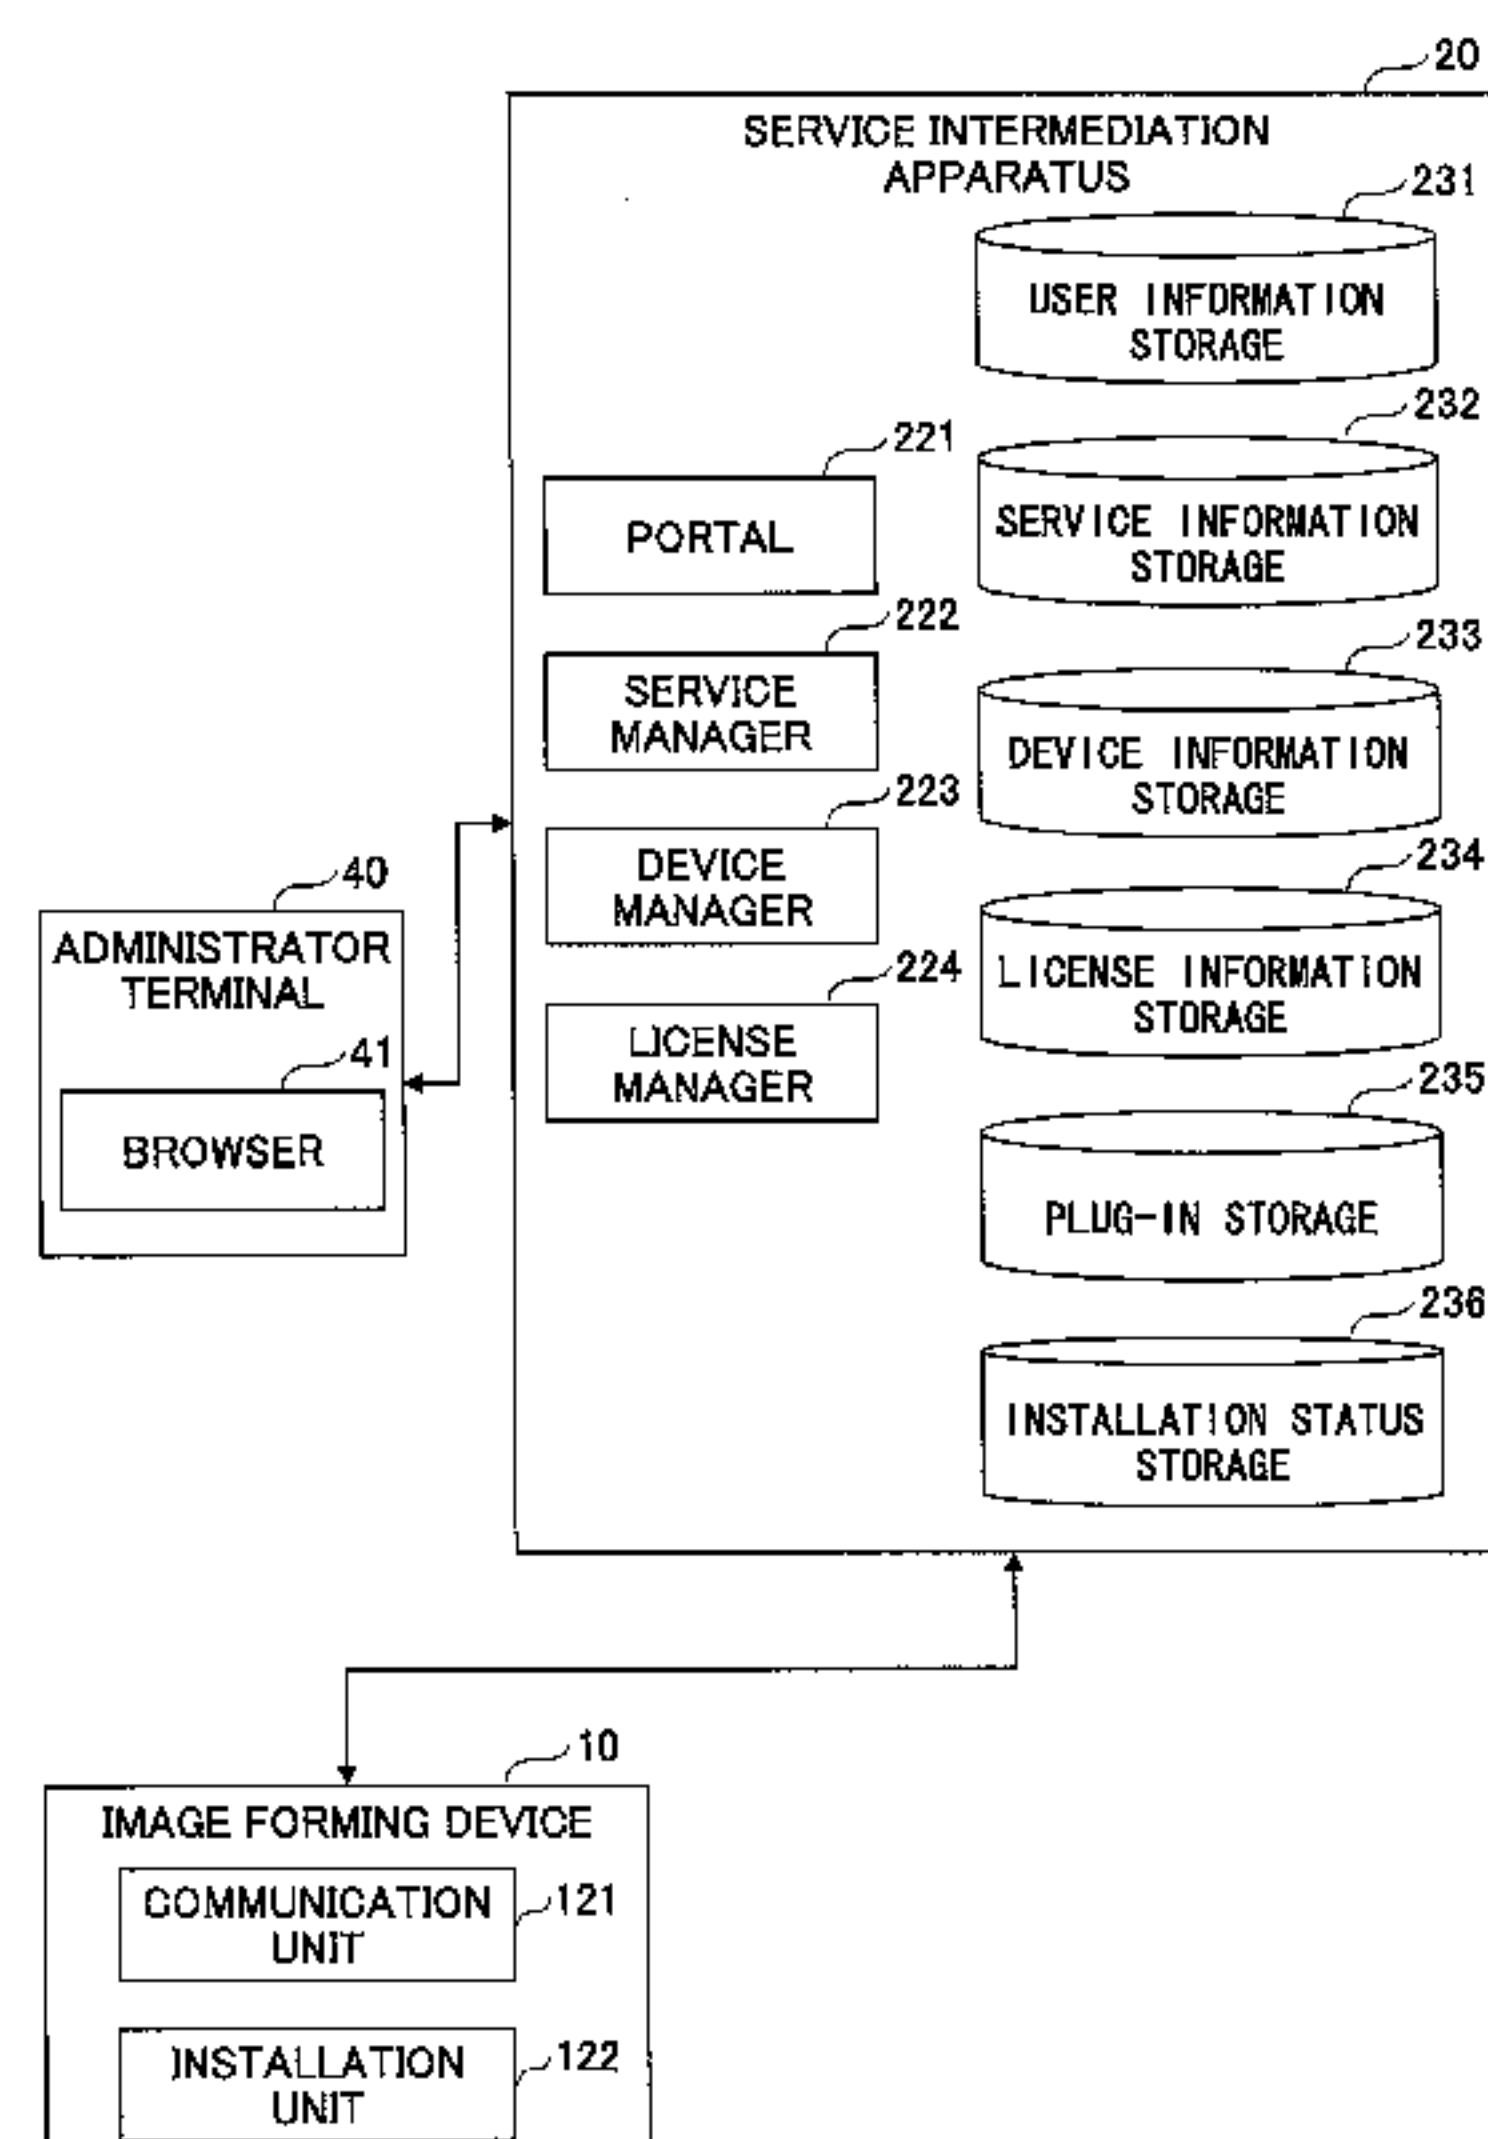 20
SERVICE INTERMEDIATION
APPARATUS
231
USER INFORMATION
STORAGE
232
SERVICE INFORMATION
STORAGE
221
PORTAL
222
SERVICE
MANAGER
233
DEVICE INFORMATION
STORAGE
223
DEVICE
MANAGER
234
LICENSE INFORMATION
STORAGE
224
LICENSE
MANAGER
40
ADMINISTRATOR
TERMINAL
41
BROWSER
235
PLUG-IN STORAGE
236
INSTALLATION STATUS
STORAGE
10
IMAGE FORMING DEVICE
COMMUNICATION
UNIT
121
INSTALLATION
UNIT
122